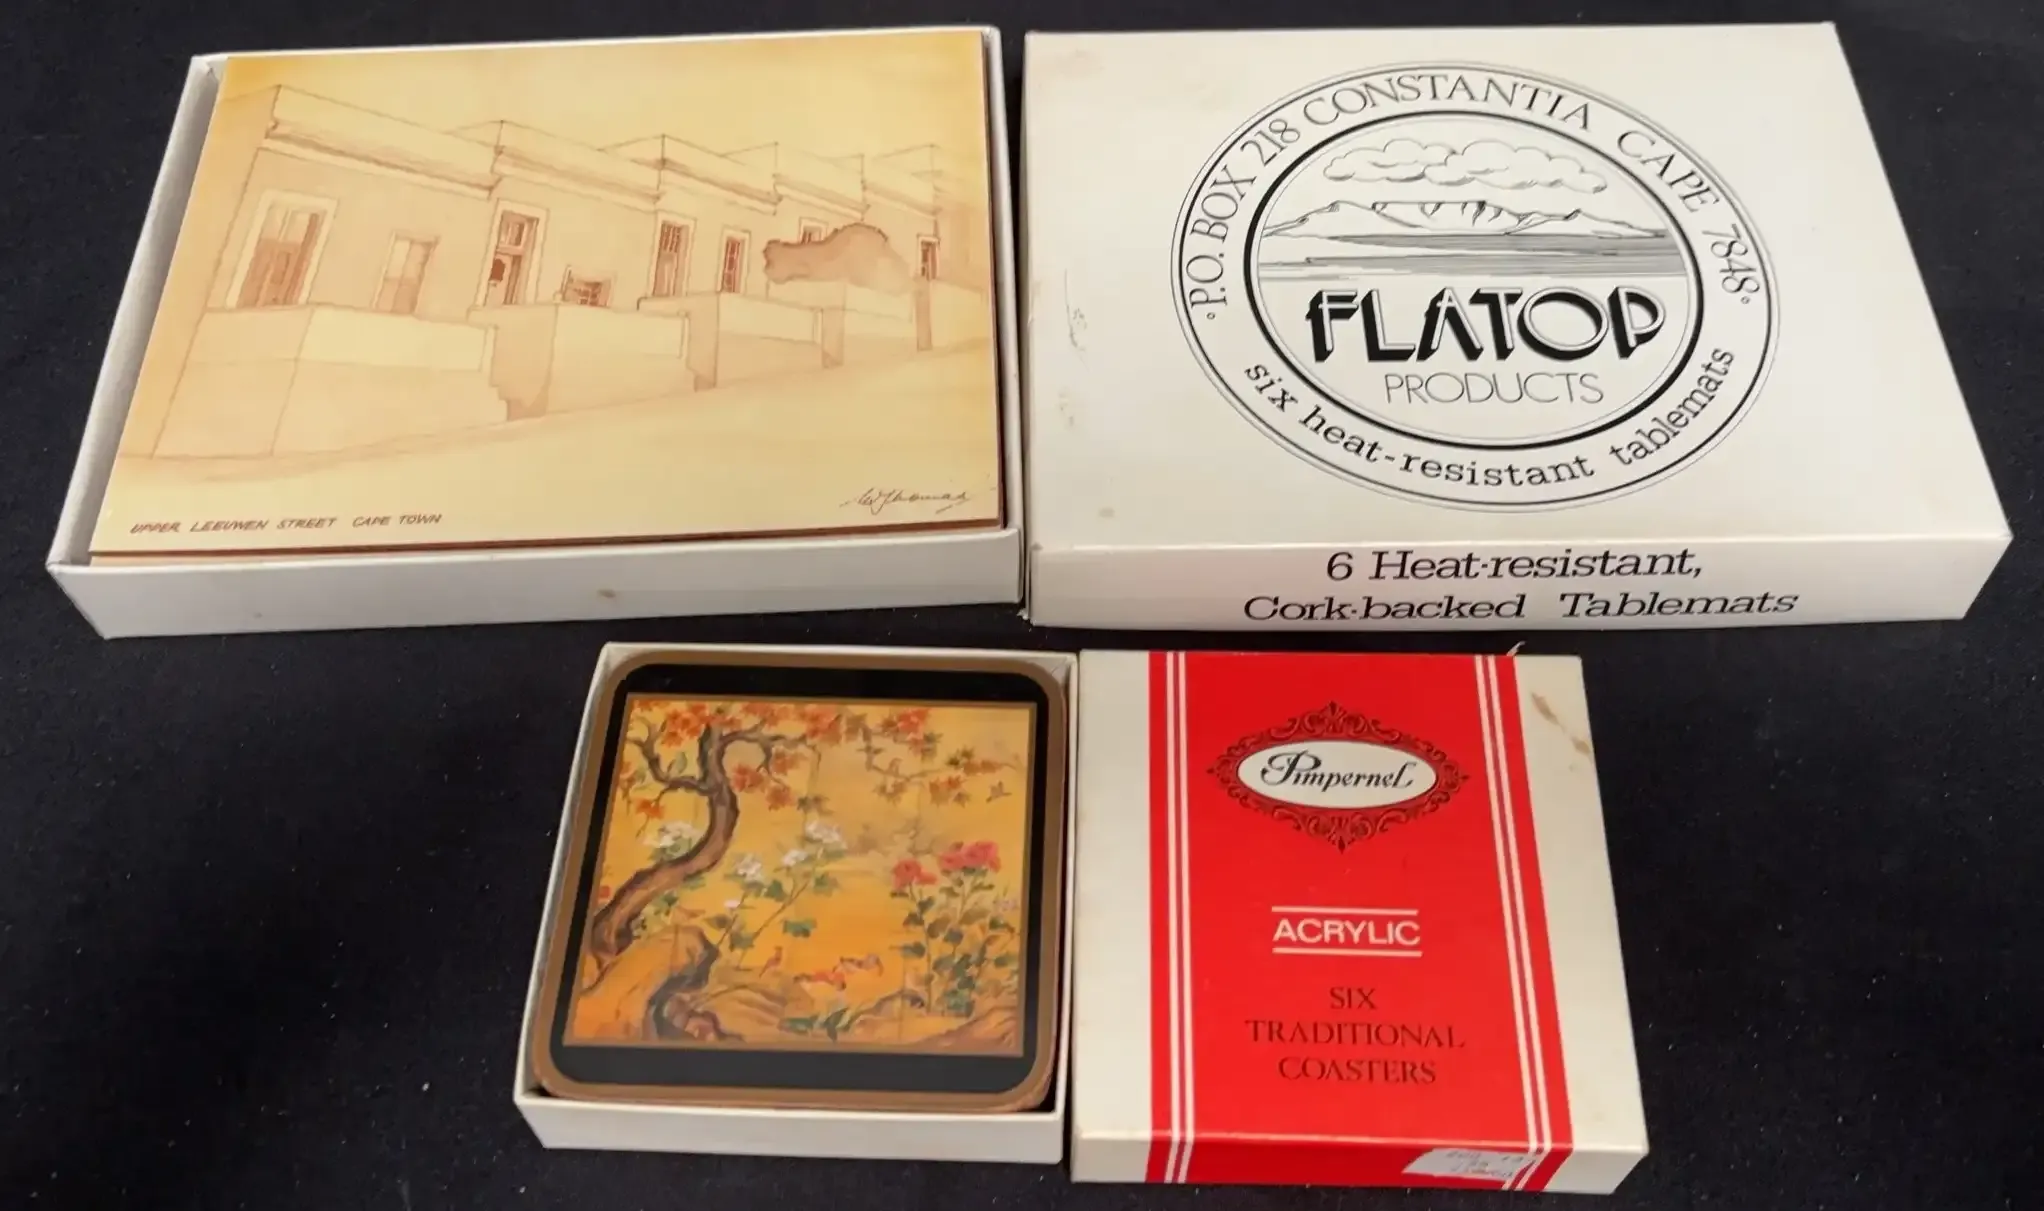 UPPER LEEUWEN STREET CAPE TOWN
• P.O. BOX 218 CONSTANTIA CAPE 7848 •
FLATOP
PRODUCTS
six heat-resistant tablemats
6 Heat-resistant,
Cork-backed Tablemats
Pimpernel
ACRYLIC
SIX
TRADITIONAL
COASTERS